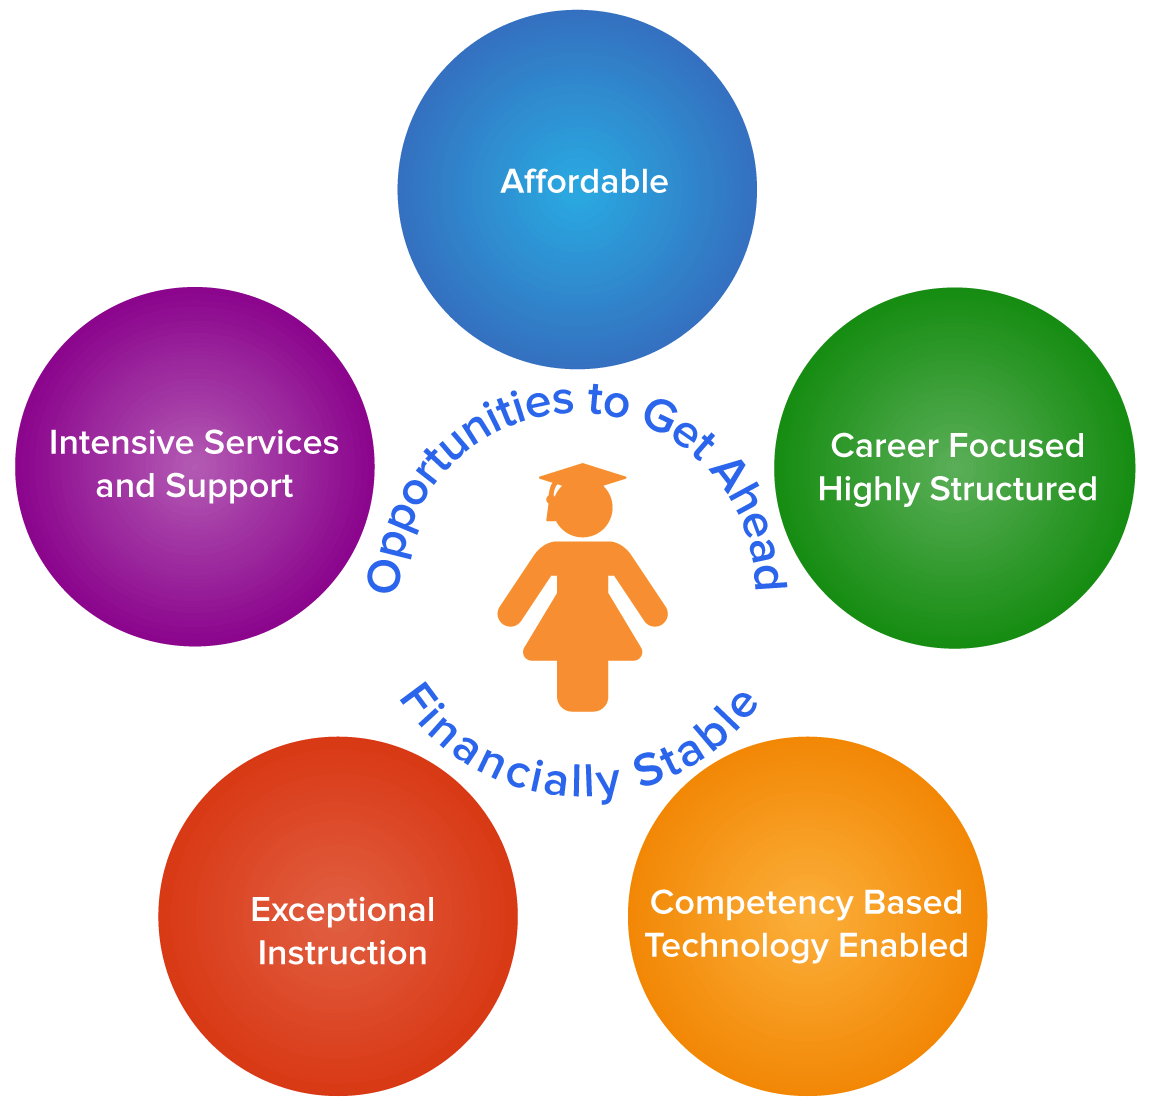 Affordable
Intensive Services
and Support
Career Focused
Highly Structured
Opportunities to Get Ahead
Financially Stable
Exceptional
Instruction
Competency Based
Technology Enabled